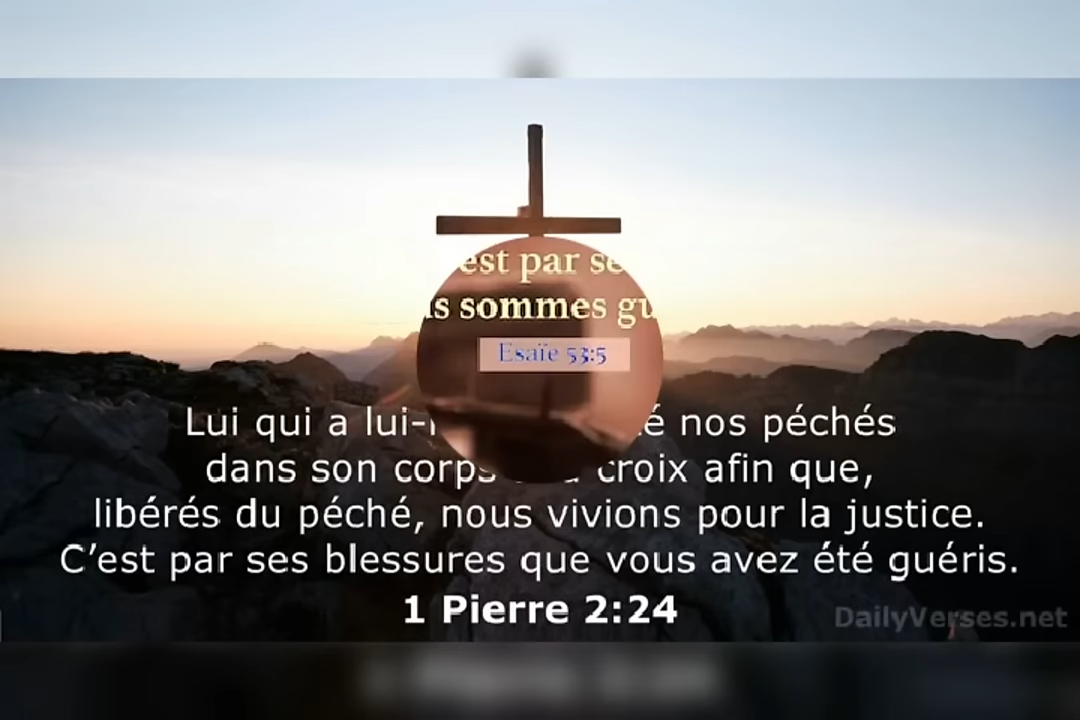 est par se
s sommes gu
Esaïe 53:5
Lui qui a lui- é nos péchés
dans son corps croix afin que,
libérés du péché, nous vivions pour la justice.
C’est par ses blessures que vous avez été guéris.
1 Pierre 2:24
DailyVerses.net